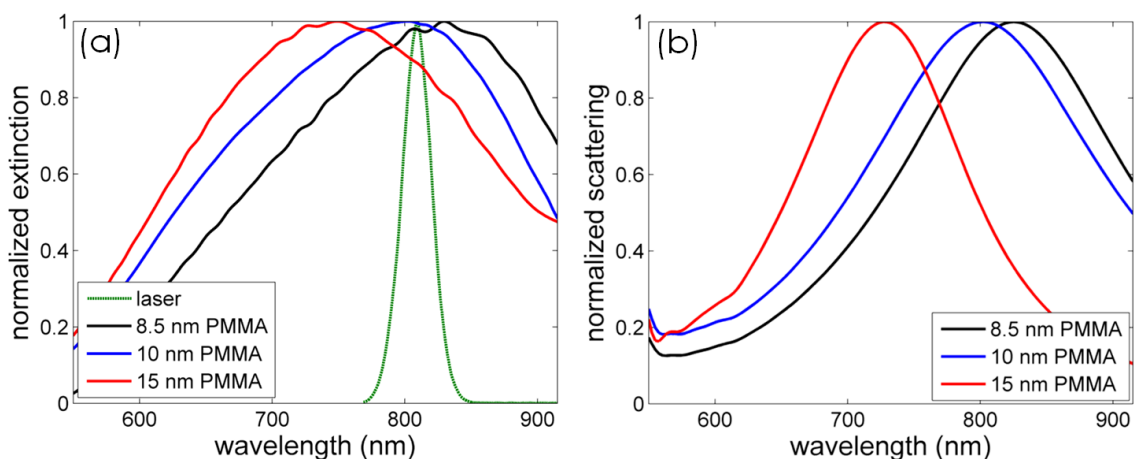 (a)
normalized extinction
1
0.8
0.6
0.4
0.2
0
600
700
800
900
wavelength (nm)
laser
8.5 nm PMMA
10 nm PMMA
15 nm PMMA
(b)
normalized scattering
1
0.8
0.6
0.4
0.2
0
600
700
800
900
wavelength (nm)
8.5 nm PMMA
10 nm PMMA
15 nm PMMA